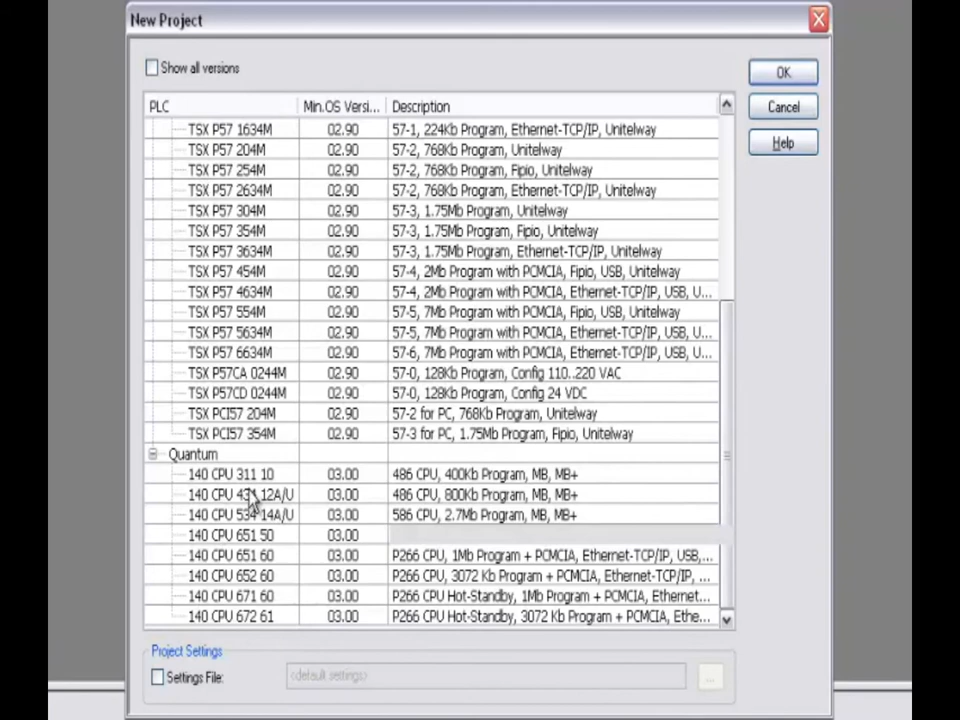 New Project
Show all versions
OK
PLC Min.OS Versi... Description
Cancel
TSX P57 1634M 02.90 57-1, 224Kb Program, Ethernet-TCP/IP, Unitelway
Help
TSX P57 204M 02.90 57-2, 768Kb Program, Unitelway
TSX P57 254M 02.90 57-2, 768Kb Program, Fipio, Unitelway
TSX P57 2634M 02.90 57-2, 768Kb Program, Ethernet-TCP/IP, Unitelway
TSX P57 304M 02.90 57-3, 1.75Mb Program, Unitelway
TSX P57 354M 02.90 57-3, 1.75Mb Program, Fipio, Unitelway
TSX P57 3634M 02.90 57-3, 1.75Mb Program, Ethernet-TCP/IP, Unitelway
TSX P57 454M 02.90 57-4, 2Mb Program with PCMCIA, Fipio, USB, Unitelway
TSX P57 4634M 02.90 57-4, 2Mb Program with PCMCIA, Ethernet-TCP/IP, USB, U...
TSX P57 554M 02.90 57-5, 7Mb Program with PCMCIA, Fipio, USB, Unitelway
TSX P57 5634M 02.90 57-5, 7Mb Program with PCMCIA, Ethernet-TCP/IP, USB, U...
TSX P57 6634M 02.90 57-6, 7Mb Program with PCMCIA, Ethernet-TCP/IP, USB, U...
TSX P57CA 0244M 02.90 57-0, 128Kb Program, Config 110..220 VAC
TSX P57CD 0244M 02.90 57-0, 128Kb Program, Config 24 VDC
TSX PCI57 204M 02.90 57-2 for PC, 768Kb Program, Unitelway
TSX PCI57 354M 02.90 57-3 for PC, 1.75Mb Program, Fipio, Unitelway
Quantum
140 CPU 311 10 03.00 486 CPU, 400Kb Program, MB, MB+
140 CPU 434 12A/U 03.00 486 CPU, 800Kb Program, MB, MB+
140 CPU 534 14A/U 03.00 586 CPU, 2.7Mb Program, MB, MB+
140 CPU 651 50 03.00
140 CPU 651 60 03.00 P266 CPU, 1Mb Program + PCMCIA, Ethernet-TCP/IP, USB,...
140 CPU 652 60 03.00 P266 CPU, 3072 Kb Program + PCMCIA, Ethernet-TCP/IP, ...
140 CPU 671 60 03.00 P266 CPU Hot-Standby, 1Mb Program + PCMCIA, Ethernet...
140 CPU 672 61 03.00 P266 CPU Hot-Standby, 3072 Kb Program + PCMCIA, Ethe...
Project Settings
Settings File: <default settings> ...